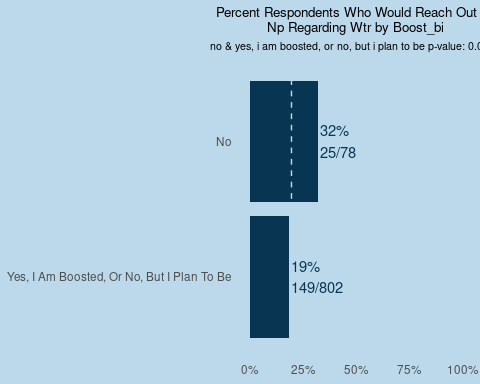 Percent Respondents Who Would Reach Out
Np Regarding Wtr by Boost_bi
no & yes, i am boosted, or no, but i plan to be p-value: 0.0
No
32%
25/78
Yes, I Am Boosted, Or No, But I Plan To Be
19%
149/802
0% 25% 50% 75% 100%